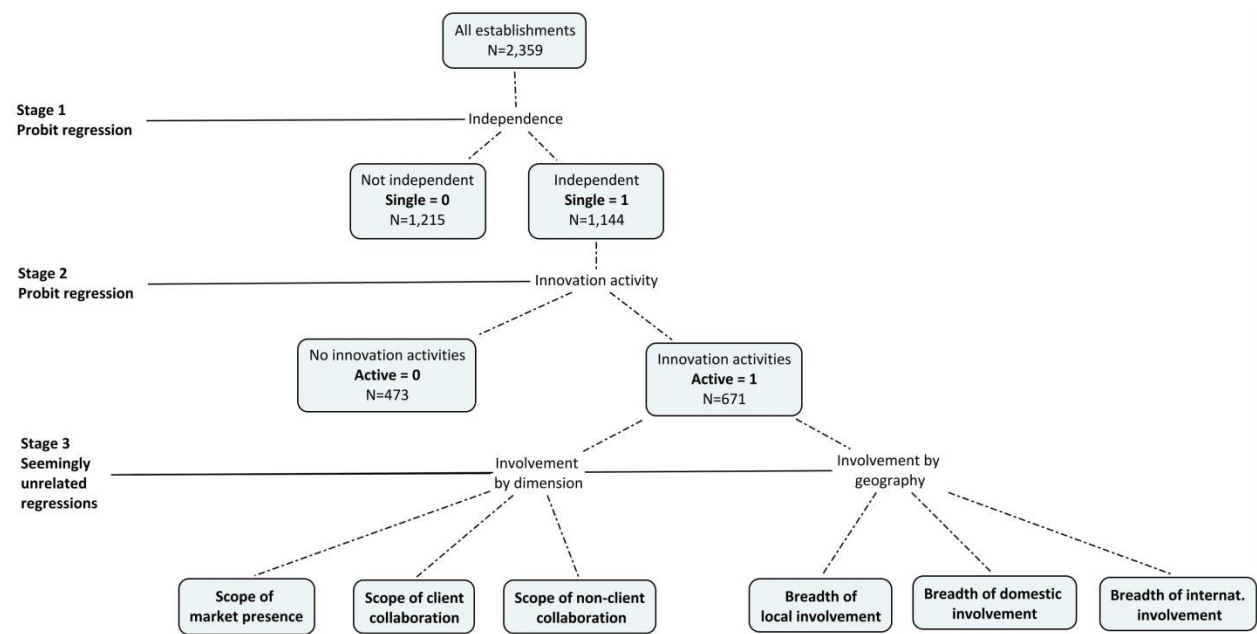 All establishments
N=2,359
Stage 1
Probit regression
Independence
Not independent
Single = 0
N=1,215
Independent
Single = 1
N=1,144
Stage 2
Probit regression
Innovation activity
No innovation activities
Active = 0
N=473
Innovation activities
Active = 1
N=671
Stage 3
Seemingly
unrelated
regressions
Involvement
by dimension
Involvement by
geography
Scope of
market presence
Scope of client
collaboration
Scope of non-client
collaboration
Breadth of
local involvement
Breadth of domestic
involvement
Breadth of internat.
involvement